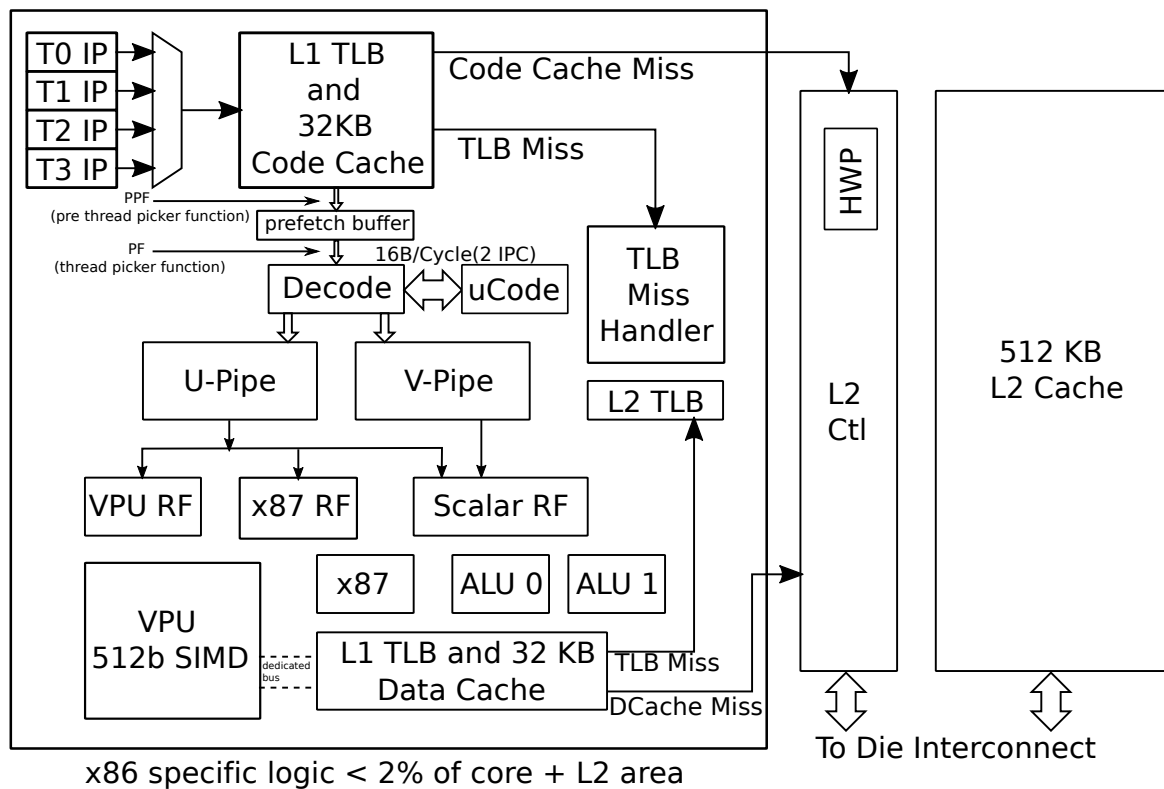 T0 IP
T1 IP
T2 IP
T3 IP
L1 TLB
and
32KB
Code Cache
Code Cache Miss
TLB Miss
HWP
PPF
(pre thread picker function)
prefetch buffer
PF
(thread picker function)
16B/Cycle(2 IPC)
Decode
uCode
TLB
Miss
Handler
U-Pipe
V-Pipe
L2 TLB
L2
Ctl
512 KB
L2 Cache
VPU RF
x87 RF
Scalar RF
x87
ALU 0
ALU 1
VPU
512b SIMD
dedicated
bus
L1 TLB and 32 KB
Data Cache
TLB Miss
DCache Miss
To Die Interconnect
x86 specific logic < 2% of core + L2 area